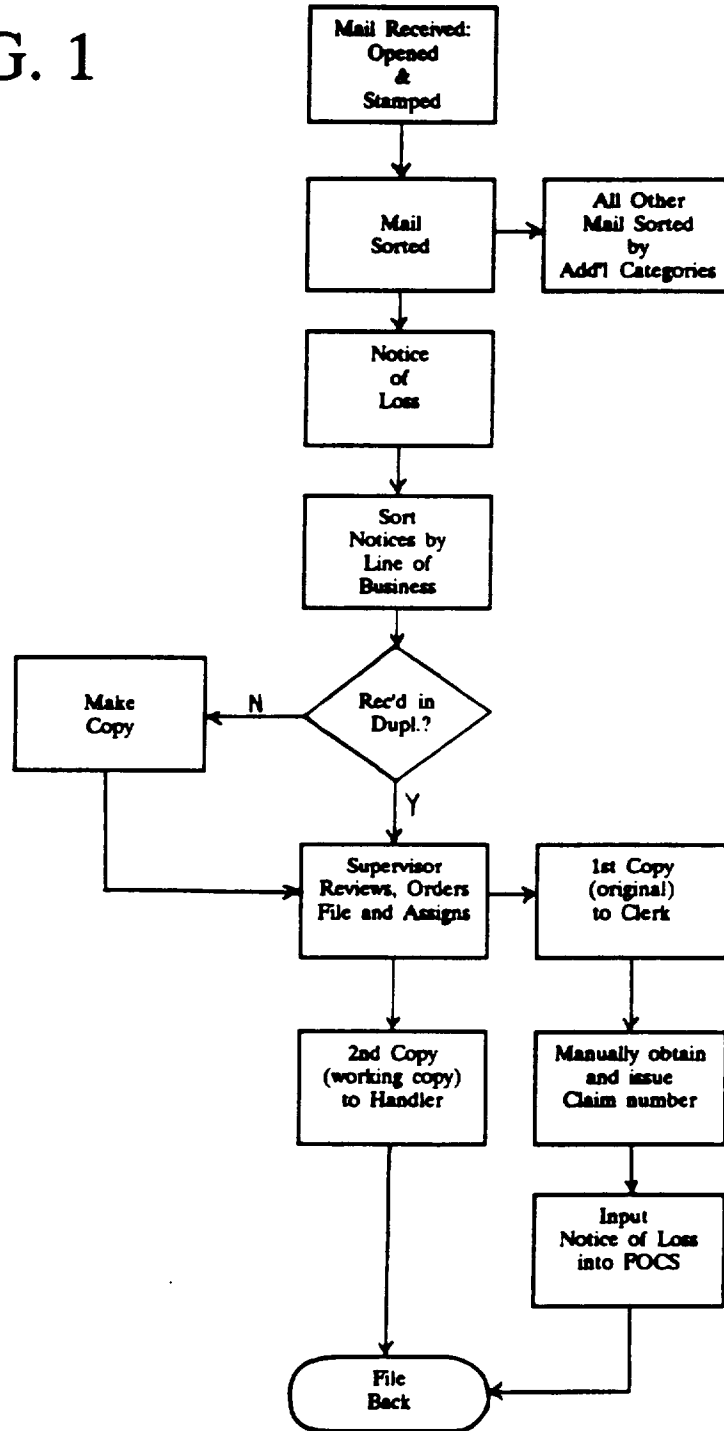 G. 1
Mail Received:
Opened
&
Stamped
Mail
Sorted
All Other
Mail Sorted
by
Add'l Categories
Notice
of
Loss
Sort
Notices by
Line of
Business
Make
Copy
N
Rec'd in
Dupl.?
Y
Supervisor
Reviews, Orders
File and Assigns
1st Copy
(original)
to Clerk
2nd Copy
(working copy)
to Handler
Manually obtain
and issue
Claim number
Input
Notice of Loss
into FOCS
File
Back